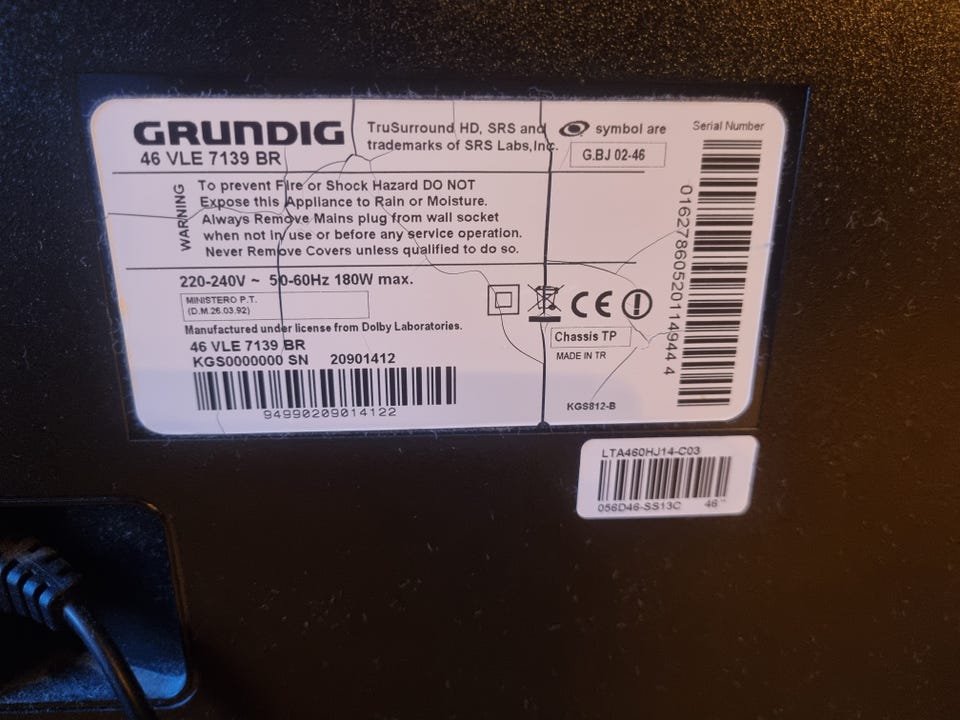 GRUNDIG
46 VLE 7139 BR
TruSurround HD, SRS and symbol are
trademarks of SRS Labs,Inc.
G.BJ 02-46
Serial Number
WARNING
To prevent Fire or Shock Hazard DO NOT
Expose this Appliance to Rain or Moisture.
Always Remove Mains plug from wall socket
when not in use or before any service operation.
Never Remove Covers unless qualified to do so.
220-240V ~ 50-60Hz 180W max.
MINISTERO P.T.
(D.M.26.03.92)
Manufactured under license from Dolby Laboratories.
46 VLE 7139 BR
KGS0000000 SN 20901412
94990209014122
CE
Chassis TP
MADE IN TR
KGS812-B
01627860520114944 4
LTA460HJ14-C03
056D46-SS13C 46"